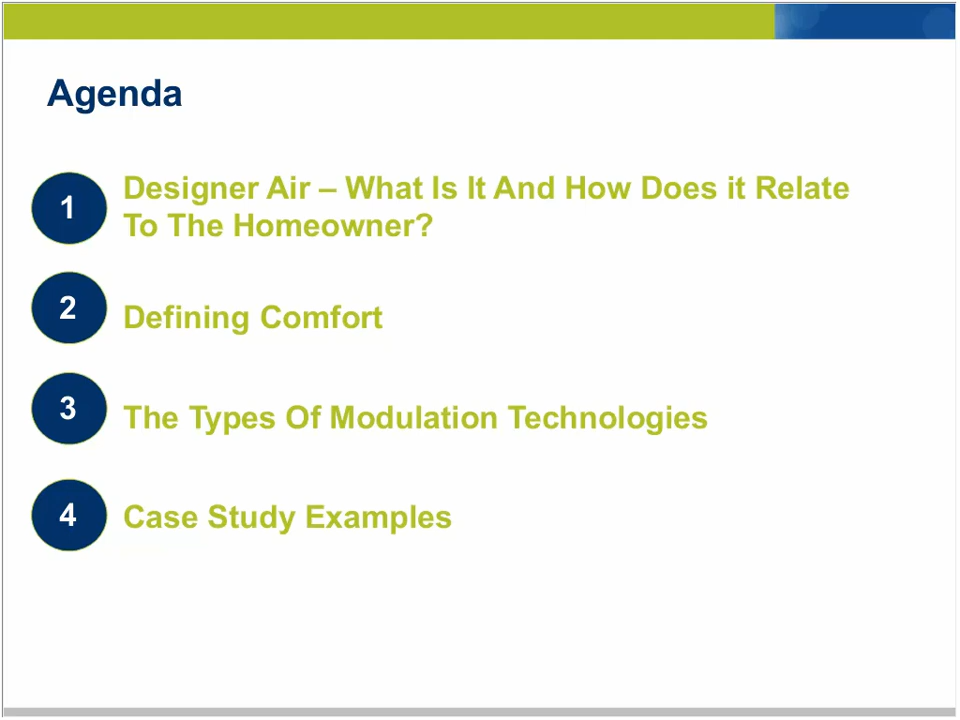 Agenda
1
Designer Air – What Is It And How Does it Relate
To The Homeowner?
2
Defining Comfort
3
The Types Of Modulation Technologies
4
Case Study Examples